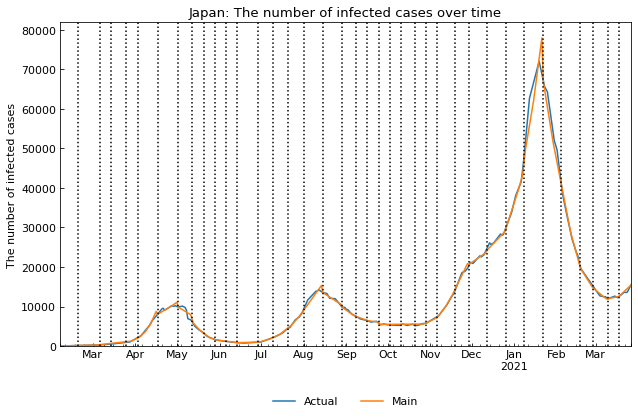 Japan: The number of infected cases over time
The number of infected cases
80000
70000
60000
50000
40000
30000
20000
10000
0
Mar Apr May Jun Jul Aug Sep Oct Nov Dec Jan Feb Mar
2021
Actual Main